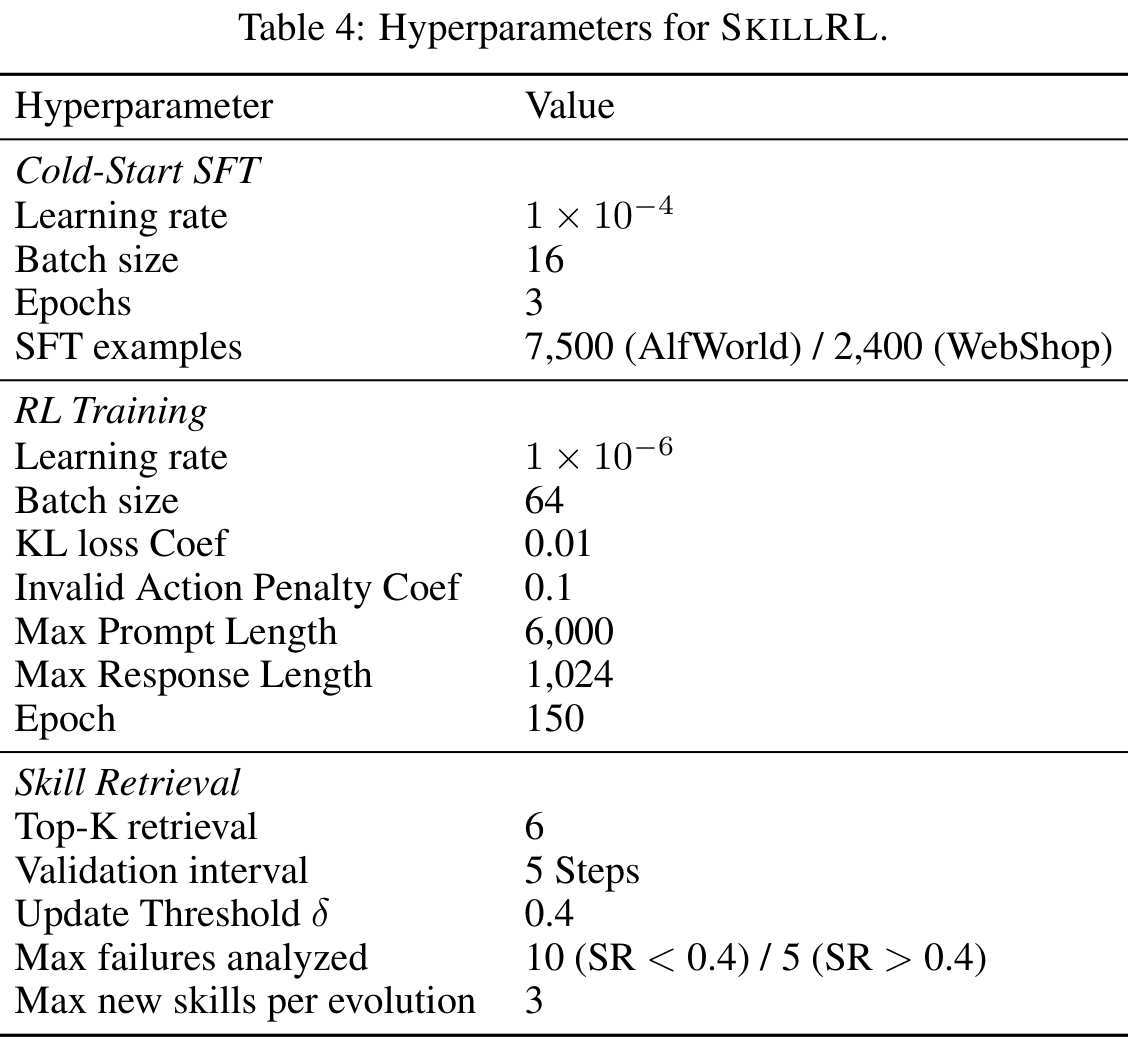 Table 4: Hyperparameters for SKILLRL.
Hyperparameter Value
Cold-Start SFT
Learning rate 1 × 10⁻⁴
Batch size 16
Epochs 3
SFT examples 7,500 (AlfWorld) / 2,400 (WebShop)
RL Training
Learning rate 1 × 10⁻⁶
Batch size 64
KL loss Coef 0.01
Invalid Action Penalty Coef 0.1
Max Prompt Length 6,000
Max Response Length 1,024
Epoch 150
Skill Retrieval
Top-K retrieval 6
Validation interval 5 Steps
Update Threshold δ 0.4
Max failures analyzed 10 (SR < 0.4) / 5 (SR > 0.4)
Max new skills per evolution 3